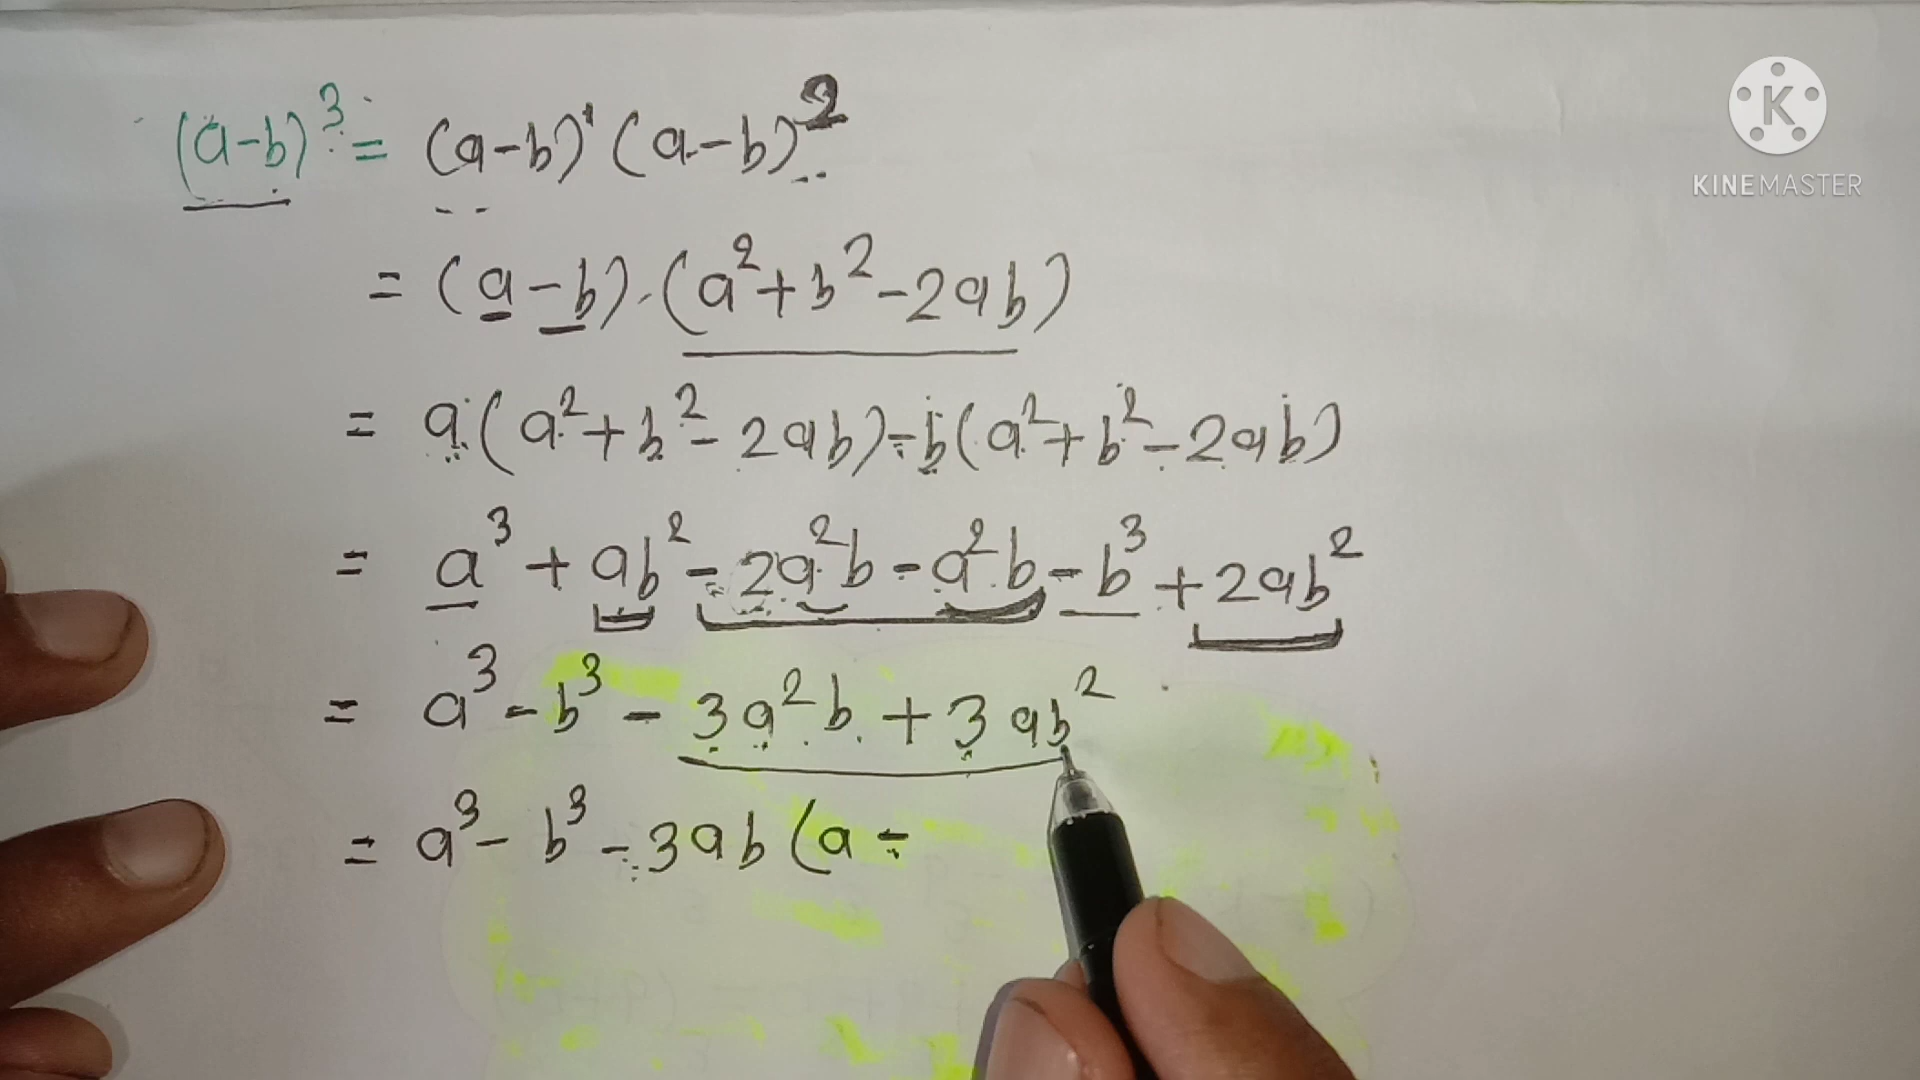 (a-b)³ = (a-b)¹ (a-b)²
= (a-b).(a²+b²-2ab)
= a(a²+b²-2ab)-b(a²+b²-2ab)
= a³+ab²-2a²b-a²b-b³+2ab²
= a³-b³-3a²b+3ab²
= a³-b³-3ab(a-
K
KINEMASTER